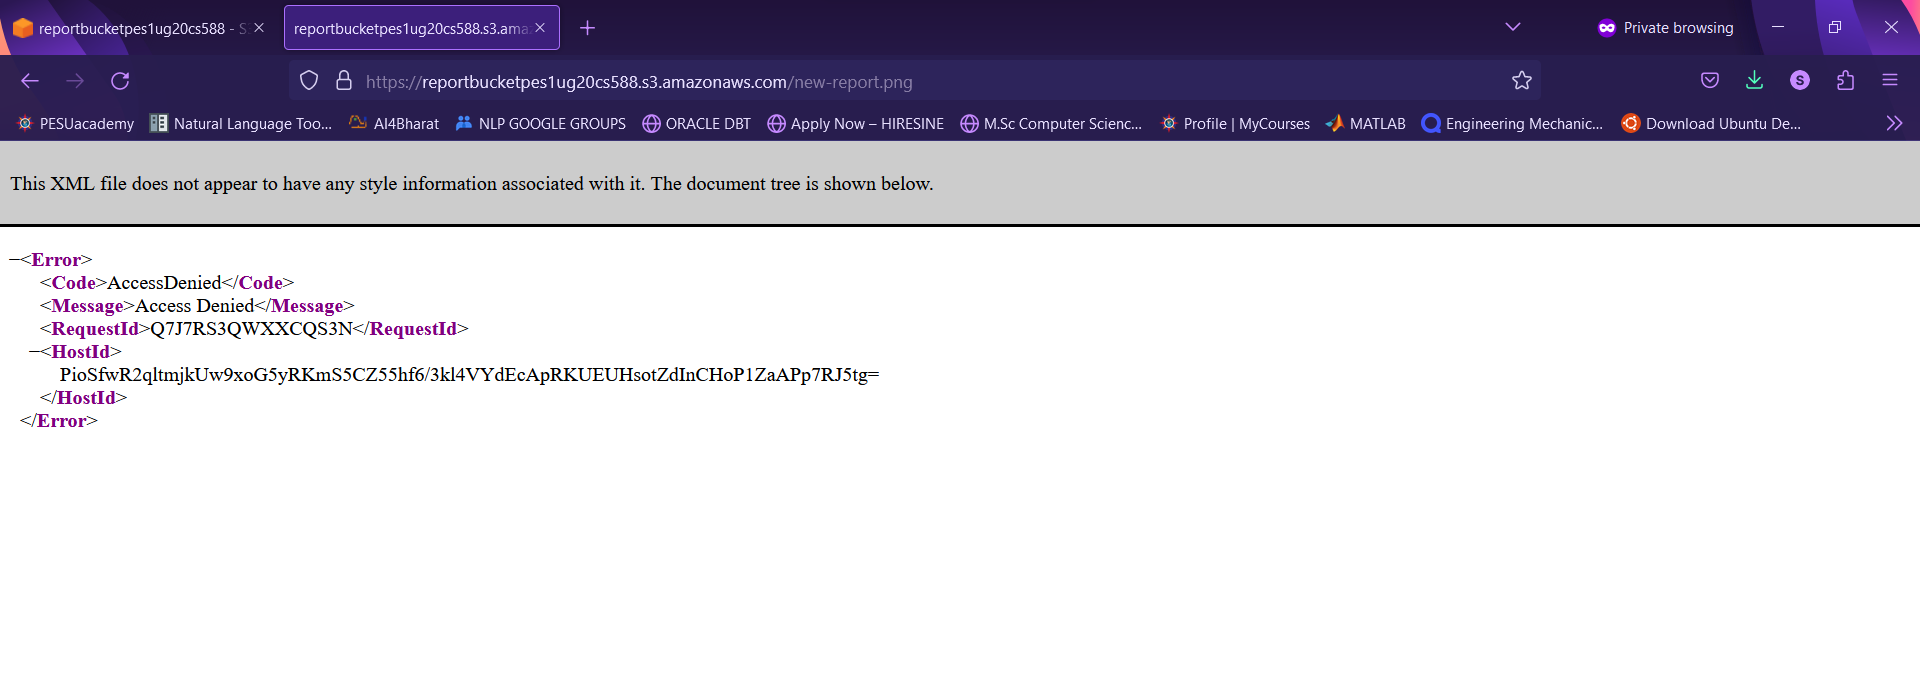 reportbucketpes1ug20cs588 - S
reportbucketpes1ug20cs588.s3.ama
Private browsing
https://reportbucketpes1ug20cs588.s3.amazonaws.com/new-report.png
S
PESUacademy
Natural Language Too...
AI4Bharat
NLP GOOGLE GROUPS
ORACLE DBT
Apply Now – HIRESINE
M.Sc Computer Scienc...
Profile | MyCourses
MATLAB
Engineering Mechanic...
Download Ubuntu De...
This XML file does not appear to have any style information associated with it. The document tree is shown below.
−<Error>
<Code>AccessDenied</Code>
<Message>Access Denied</Message>
<RequestId>Q7J7RS3QWXXCQS3N</RequestId>
−<HostId>
PioSfwR2qltmjkUw9xoG5yRKmS5CZ55hf6/3kl4VYdEcApRKUEUHsotZdInCHoP1ZaAPp7RJ5tg=
</HostId>
</Error>